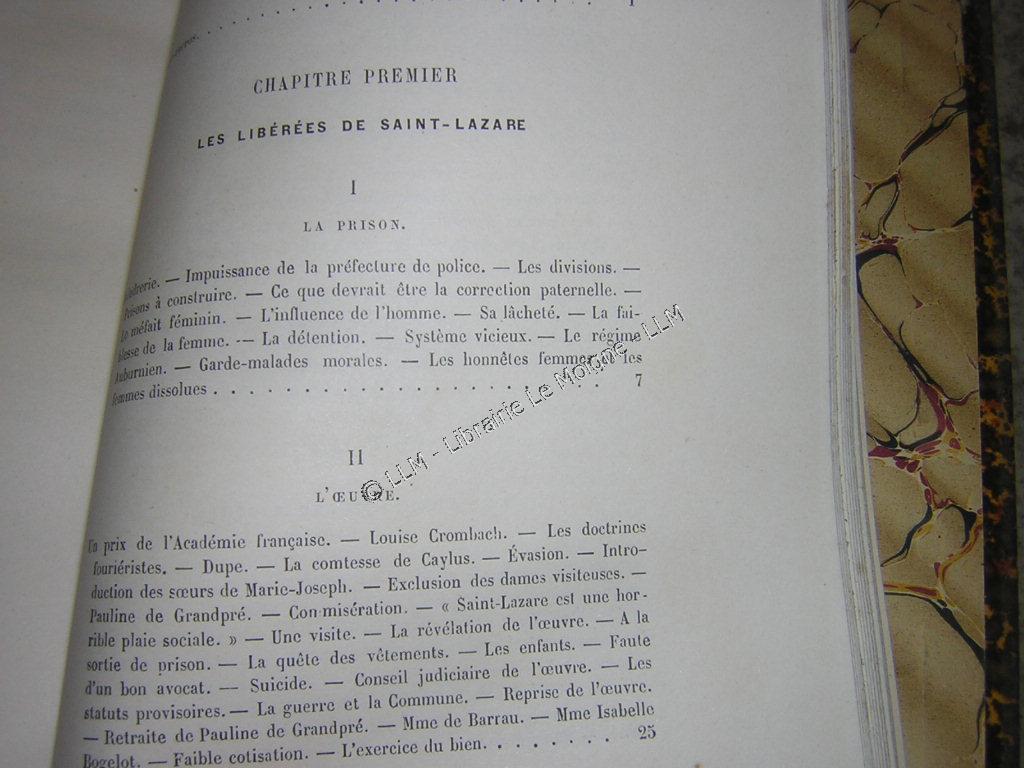 1
CHAPITRE PREMIER
LES LIBÉRÉES DE SAINT-LAZARE
I
LA PRISON.
— Impuissance de la préfecture de police. — Les divisions. —
à construire. — Ce que devrait être la correction paternelle. —
méfait féminin. — L'influence de l'homme. — Sa lâcheté. — La fai-
blesse de la femme. — La détention. — Système vicieux. — Le régime
Auburnien. — Garde-malades morales. — Les honnêtes femmes et les
femmes dissolues . . . . . . . . . . . . . . . . . . . 7
II
L'ŒUVRE.
Un prix de l'Académie française. — Louise Crombach. — Les doctrines
fouriéristes. — Dupe. — La comtesse de Caylus. — Évasion. — Intro-
duction des sœurs de Marie-Joseph. — Exclusion des dames visiteuses. —
Pauline de Grandpré. — Commisération. — « Saint-Lazare est une hor-
rible plaie sociale. » — Une visite. — La révélation de l'œuvre. — A la
sortie de prison. — La quête des vêtements. — Les enfants. — Faute
d'un bon avocat. — Suicide. — Conseil judiciaire de l'œuvre. — Les
statuts provisoires. — La guerre et la Commune. — Reprise de l'œuvre.
— Retraite de Pauline de Grandpré. — Mme de Barrau. — Mme Isabelle
Bogelot. — Faible cotisation. — L'exercice du bien. . . . . . . . 25
© LLM - Librairie Le Moigne - LLM